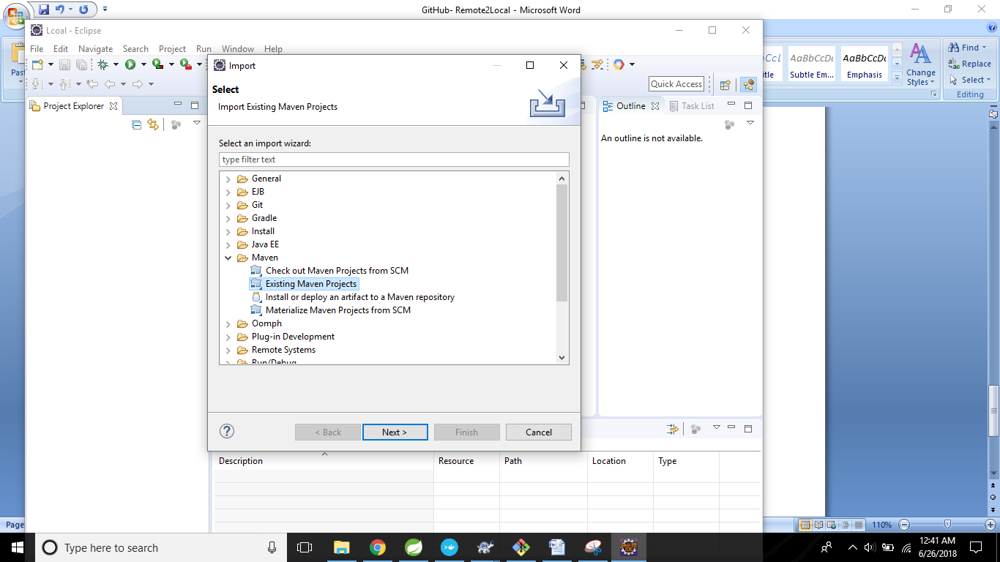 GitHub- Remote2Local - Microsoft Word
Lcoal - Eclipse
File Edit Navigate Search Project Run Window Help
Past
Import
Select
Import Existing Maven Projects
Select an import wizard:
type filter text
General
EJB
Git
Gradle
Install
Java EE
Maven
Check out Maven Projects from SCM
Existing Maven Projects
Install or deploy an artifact to a Maven repository
Materialize Maven Projects from SCM
Oomph
Plug-in Development
Remote Systems
Run/Debug
< Back Next > Finish Cancel
Quick Access
Project Explorer
Outline Task List
An outline is not available.
AaBbCcDc AaBbCcDc
tle Subtle Em... Emphasis
Change
Styles
Find
Replace
Select
Editing
Description Resource Path Location Type
Page
110%
Type here to search
12:41 AM
6/26/2018